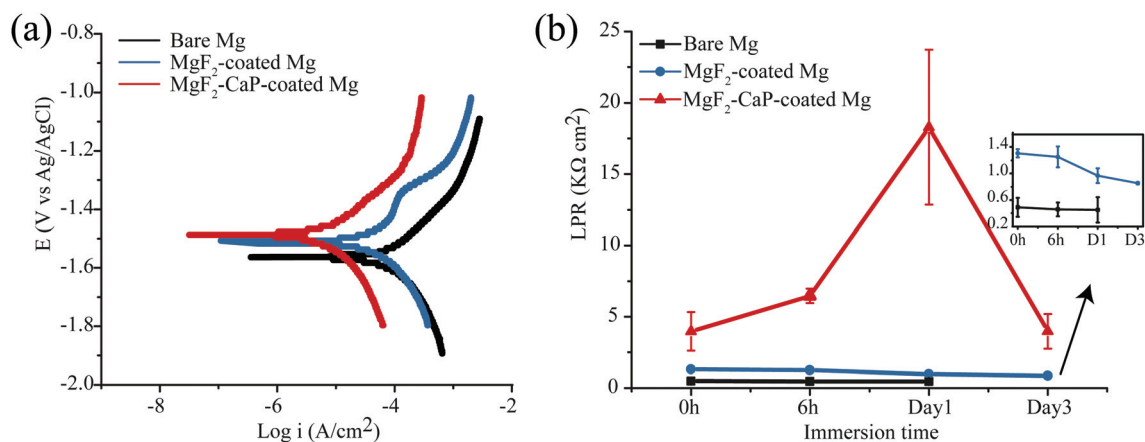 (a)
Bare Mg
MgF₂-coated Mg
MgF₂-CaP-coated Mg
E (V vs Ag/AgCl)
-0.8
-1.0
-1.2
-1.4
-1.6
-1.8
-2.0
-8
-6
-4
-2
Log i (A/cm²)
(b)
Bare Mg
MgF₂-coated Mg
MgF₂-CaP-coated Mg
LPR (KΩ cm²)
25
20
15
10
5
0
0h
6h
Day1
Day3
Immersion time
1.4
1.0
0.6
0.2
0h
6h
D1
D3